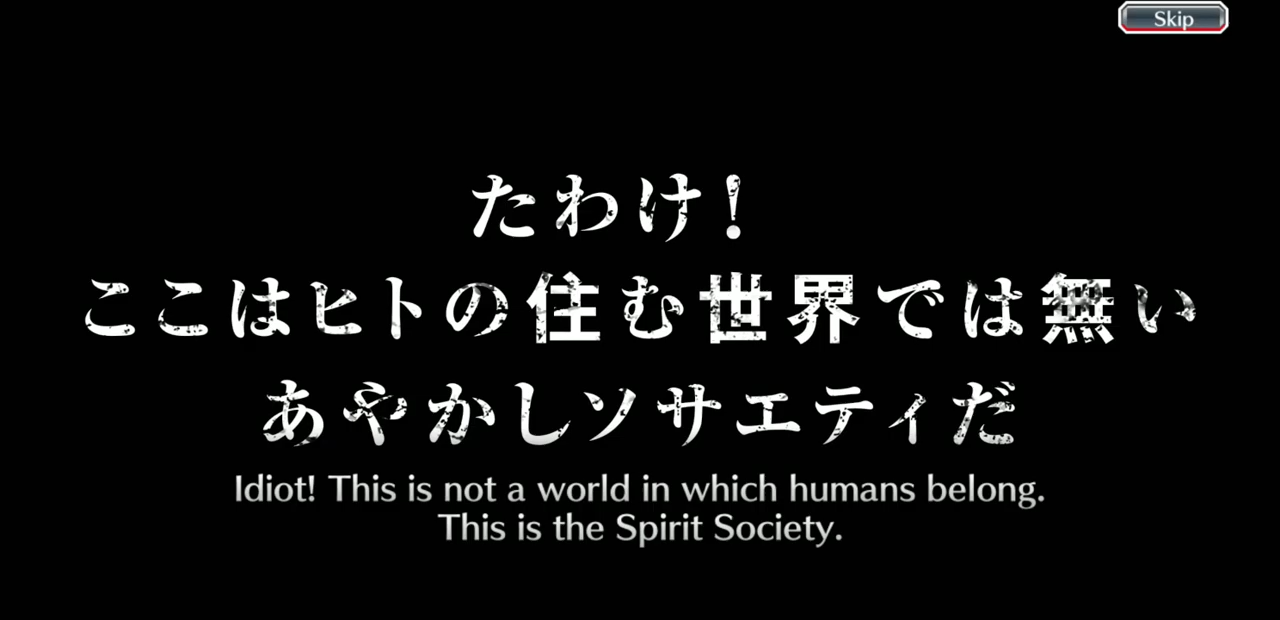 Skip
たわけ!
ここはヒトの住む世界では無い
あやかしソサエティだ
Idiot! This is not a world in which humans belong.
This is the Spirit Society.